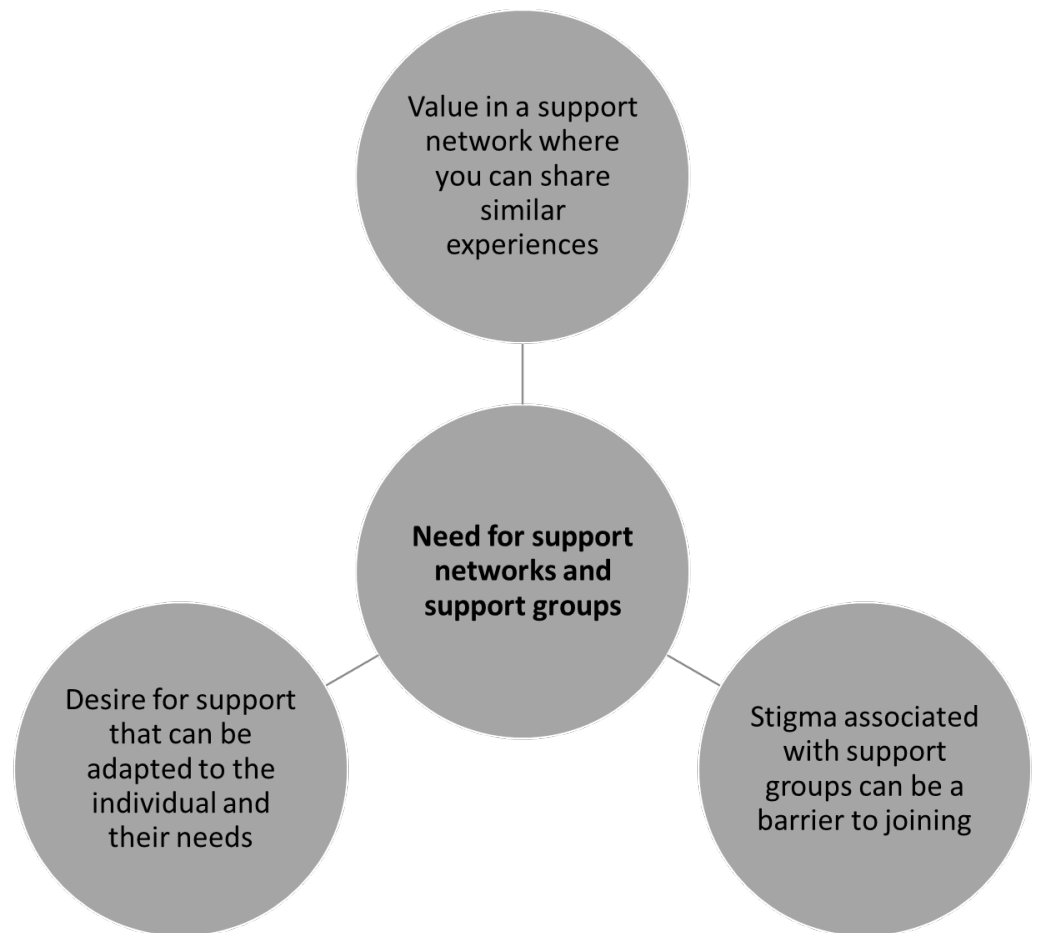 Value in a support
network where
you can share
similar
experiences
Need for support
networks and
support groups
Desire for support
that can be
adapted to the
individual and
their needs
Stigma associated
with support
groups can be a
barrier to joining